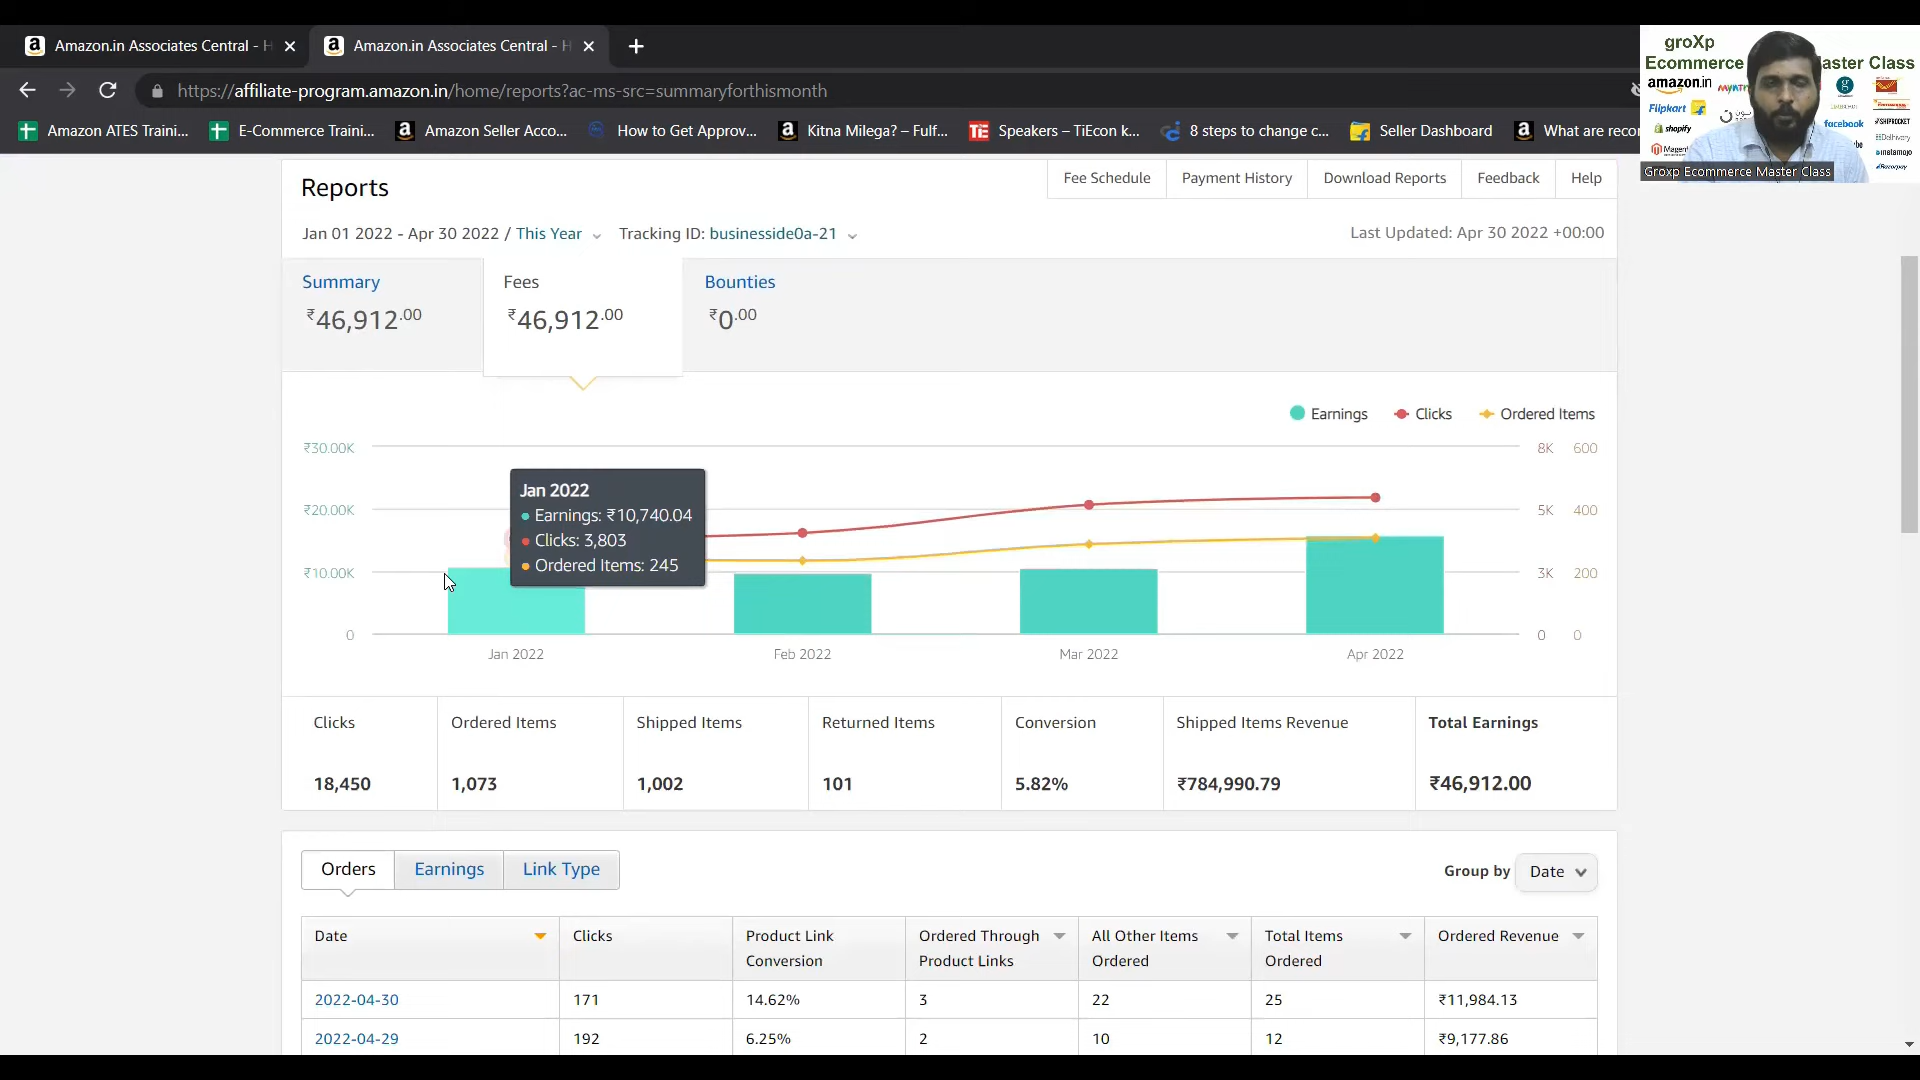 Amazon.in Associates Central - H
Amazon.in Associates Central - H
https://affiliate-program.amazon.in/home/reports?ac-ms-src=summaryforthismonth
Amazon ATES Traini... E-Commerce Traini... Amazon Seller Acco... How to Get Approv... Kitna Milega? – Fulf... Speakers – TiEcon k... 8 steps to change c... Seller Dashboard What are recor
groXp
Ecommerce aster Class
amazon.in
Flipkart
shopify
facebook
SHIPROCKET
Delhivery
instamojo
Razorpay
Groxp Ecommerce Master Class
Reports
Fee Schedule Payment History Download Reports Feedback Help
Jan 01 2022 - Apr 30 2022 / This Year Tracking ID: businesside0a-21 Last Updated: Apr 30 2022 +00:00
Summary Fees Bounties
₹46,912.00 ₹46,912.00 ₹0.00
Earnings Clicks Ordered Items
₹30.00K 8K 600
₹20.00K 5K 400
₹10.00K 3K 200
0 0 0
Jan 2022
Earnings: ₹10,740.04
Clicks: 3,803
Ordered Items: 245
Jan 2022 Feb 2022 Mar 2022 Apr 2022
Clicks Ordered Items Shipped Items Returned Items Conversion Shipped Items Revenue Total Earnings
18,450 1,073 1,002 101 5.82% ₹784,990.79 ₹46,912.00
Orders Earnings Link Type Group by Date
Date Clicks Product Link Conversion Ordered Through Product Links All Other Items Ordered Total Items Ordered Ordered Revenue
2022-04-30 171 14.62% 3 22 25 ₹11,984.13
2022-04-29 192 6.25% 2 10 12 ₹9,177.86